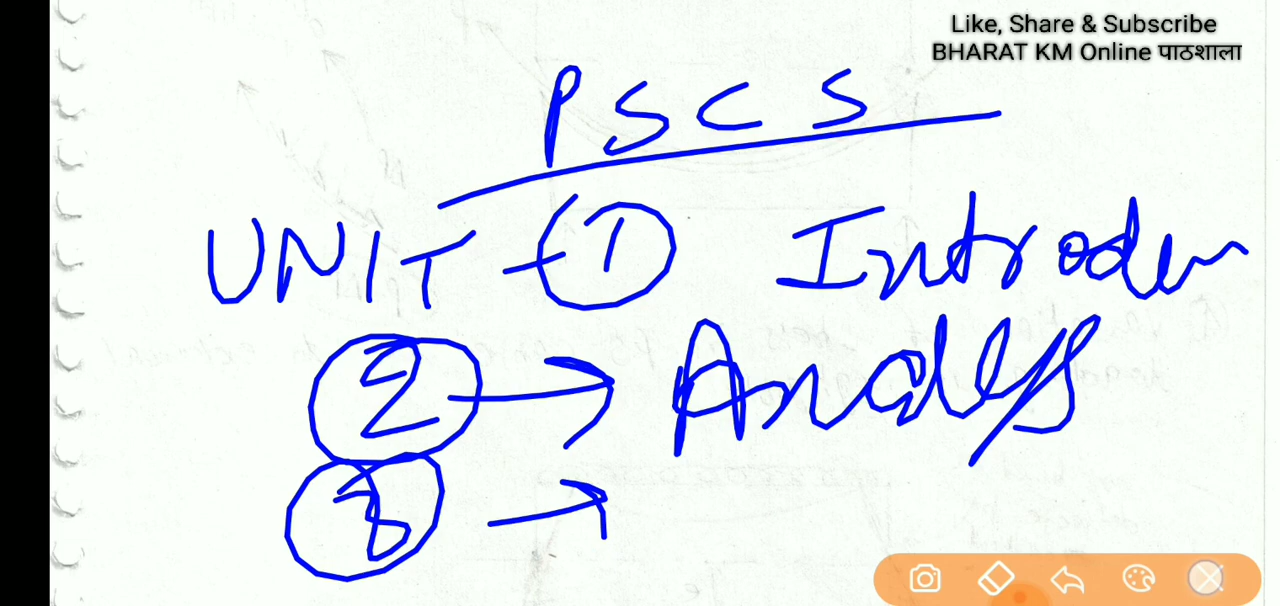 Like, Share & Subscribe
BHARAT KM Online पाठशाला
PSCS
UNIT - 1 Introdu
2 → Analys
3 →